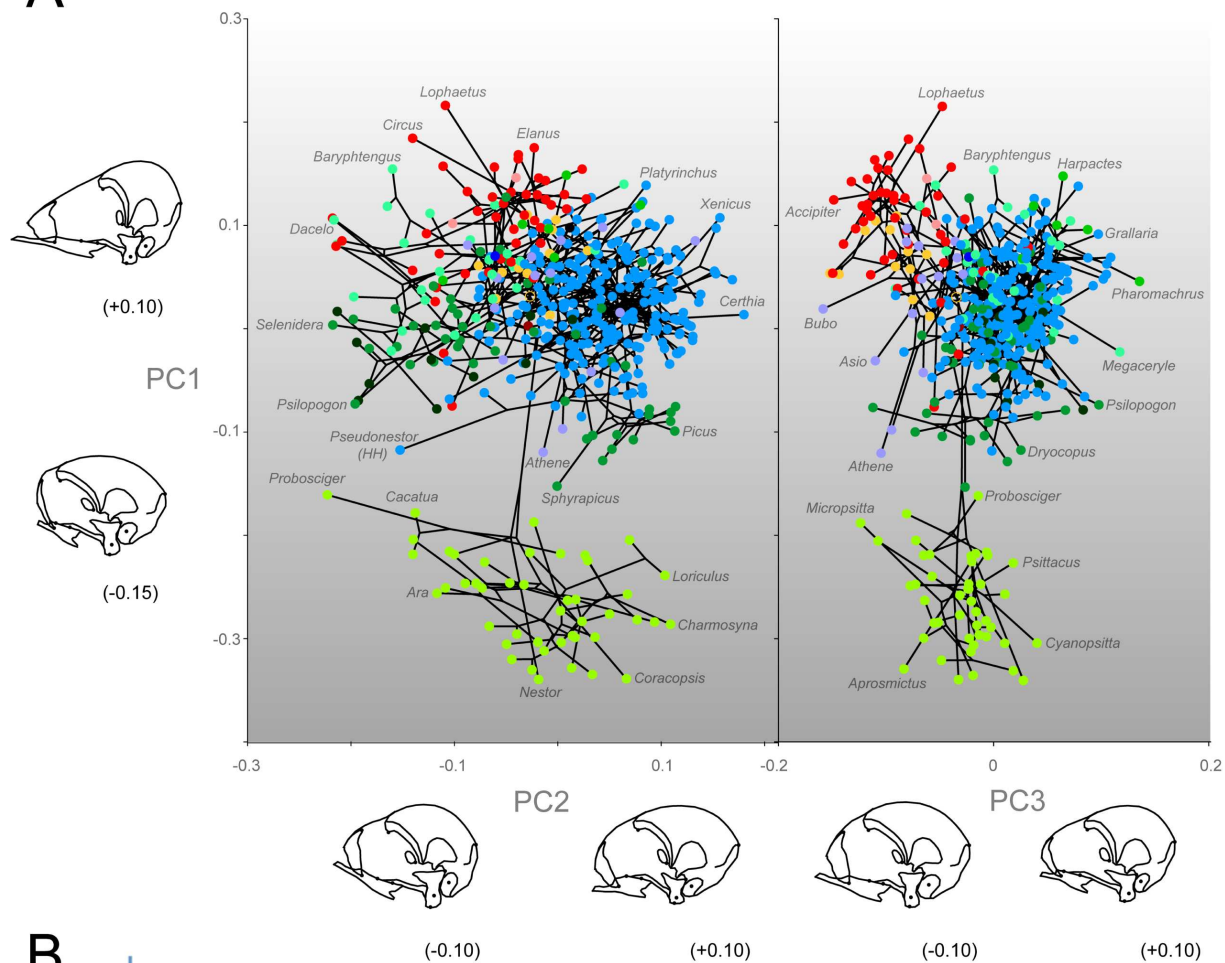 0.3
Lophaetus
Lophaetus
Circus
Elanus
Baryphtengus
Baryphtengus
Harpactes
Platyrinchus
Xenicus
Accipiter
0.1
Dacelo
Grallaria
Pharomachrus
(+0.10)
Certhia
Selenidera
Bubo
Asio
Megaceryle
PC1
Psilopogon
Psilopogon
-0.1
Picus
Pseudonestor
(HH)
Athene
Athene
Dryocopus
Probosciger
Cacatua
Sphyrapicus
Probosciger
Micropsitta
Psittacus
Loriculus
(-0.15)
Ara
Charmosyna
-0.3
Cyanopsitta
Nestor
Coracopsis
Aprosmictus
-0.3
-0.1
0.1
-0.2
0
0.2
PC2
PC3
(-0.10)
(+0.10)
(-0.10)
(+0.10)
B